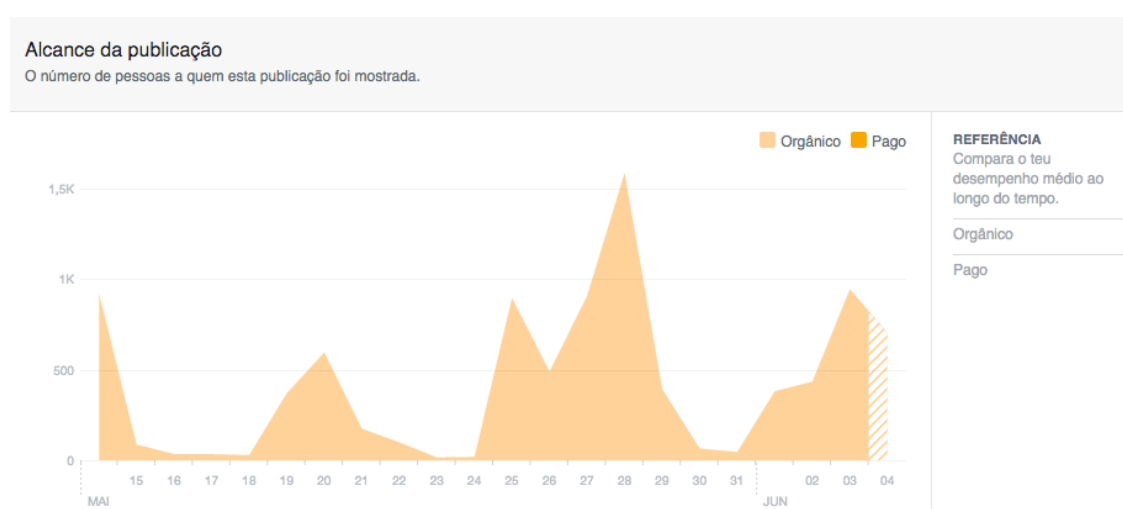 Alcance da publicação
O número de pessoas a quem esta publicação foi mostrada.
Orgânico Pago
1,5K
1K
500
0
15 16 17 18 19 20 21 22 23 24 25 26 27 28 29 30 31 02 03 04
MAI JUN
REFERÊNCIA
Compara o teu
desempenho médio ao
longo do tempo.
Orgânico
Pago